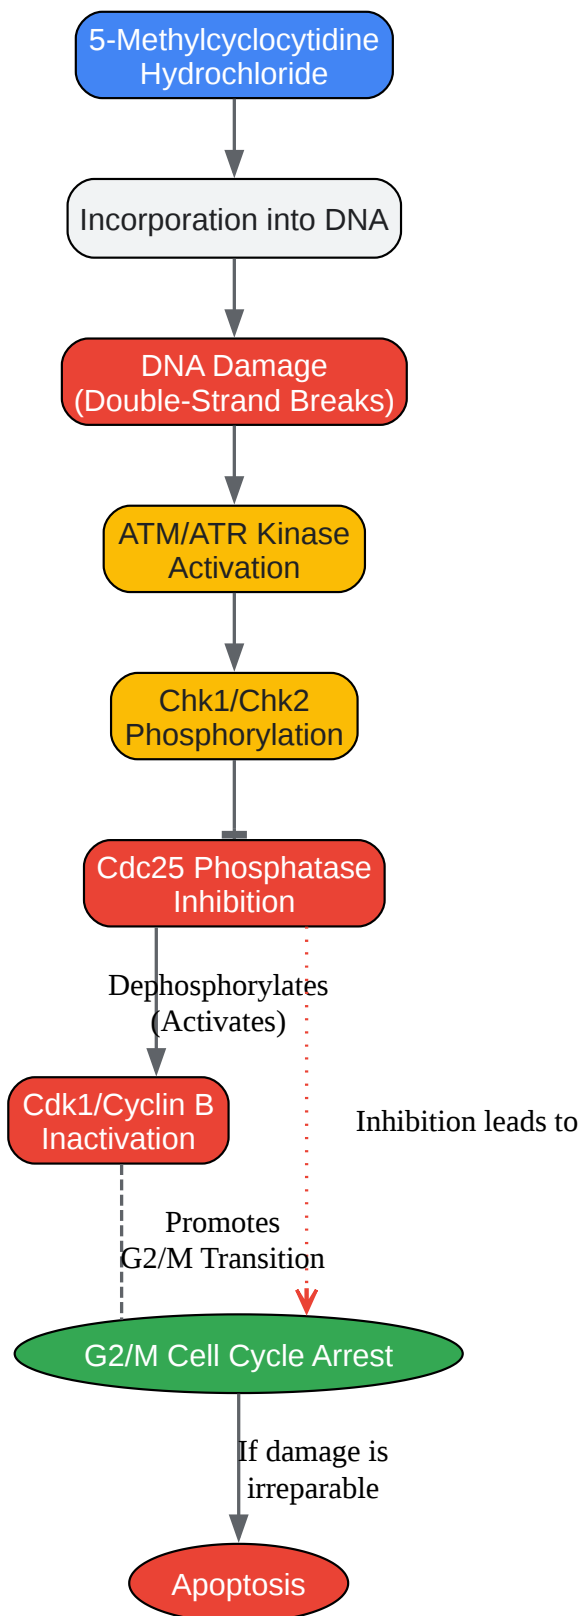 5-Methylcyclocytidine
Hydrochloride
Incorporation into DNA
DNA Damage
(Double-Strand Breaks)
ATM/ATR Kinase
Activation
Chk1/Chk2
Phosphorylation
Cdc25 Phosphatase
Inhibition
Dephosphorylates
(Activates)
Cdk1/Cyclin B
Inactivation
Inhibition leads to
Promotes
G2/M Transition
G2/M Cell Cycle Arrest
If damage is
irreparable
Apoptosis